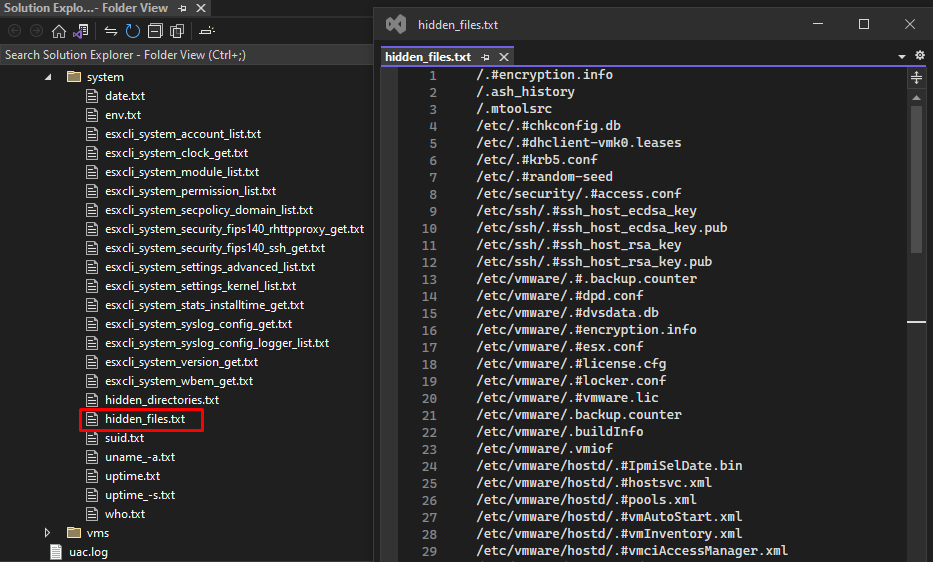 Solution Explo...- Folder View
Search Solution Explorer - Folder View (Ctrl+;)
system
date.txt
env.txt
esxcli_system_account_list.txt
esxcli_system_clock_get.txt
esxcli_system_module_list.txt
esxcli_system_permission_list.txt
esxcli_system_secpolicy_domain_list.txt
esxcli_system_security_fips140_rhttpproxy_get.txt
esxcli_system_security_fips140_ssh_get.txt
esxcli_system_settings_advanced_list.txt
esxcli_system_settings_kernel_list.txt
esxcli_system_stats_installtime_get.txt
esxcli_system_syslog_config_get.txt
esxcli_system_syslog_config_logger_list.txt
esxcli_system_version_get.txt
esxcli_system_wbem_get.txt
hidden_directories.txt
hidden_files.txt
suid.txt
uname_-a.txt
uptime.txt
uptime_-s.txt
who.txt
vms
uac.log
hidden_files.txt
hidden_files.txt
1 /.#encryption.info
2 /.ash_history
3 /.mtoolsrc
4 /etc/.#chkconfig.db
5 /etc/.#dhclient-vmk0.leases
6 /etc/.#krb5.conf
7 /etc/.#random-seed
8 /etc/security/.#access.conf
9 /etc/ssh/.#ssh_host_ecdsa_key
10 /etc/ssh/.#ssh_host_ecdsa_key.pub
11 /etc/ssh/.#ssh_host_rsa_key
12 /etc/ssh/.#ssh_host_rsa_key.pub
13 /etc/vmware/.#.backup.counter
14 /etc/vmware/.#dpd.conf
15 /etc/vmware/.#dvsdata.db
16 /etc/vmware/.#encryption.info
17 /etc/vmware/.#esx.conf
18 /etc/vmware/.#license.cfg
19 /etc/vmware/.#locker.conf
20 /etc/vmware/.#vmware.lic
21 /etc/vmware/.backup.counter
22 /etc/vmware/.buildInfo
23 /etc/vmware/.vmiof
24 /etc/vmware/hostd/.#IpmiSelDate.bin
25 /etc/vmware/hostd/.#hostsvc.xml
26 /etc/vmware/hostd/.#pools.xml
27 /etc/vmware/hostd/.#vmAutoStart.xml
28 /etc/vmware/hostd/.#vmInventory.xml
29 /etc/vmware/hostd/.#vmciAccessManager.xml